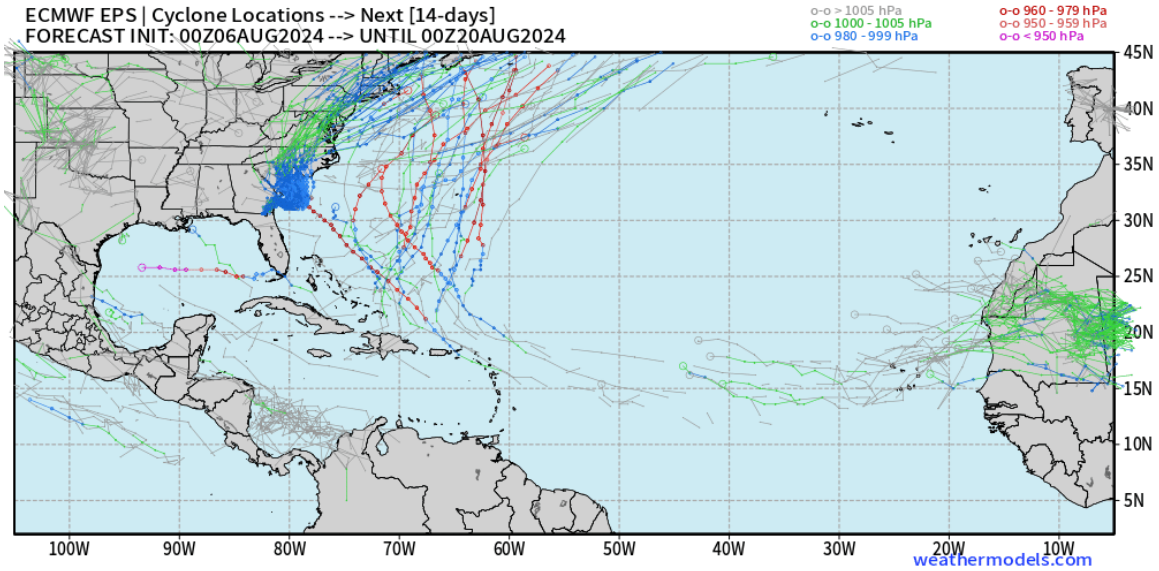 ECMWF EPS | Cyclone Locations --> Next [14-days]
FORECAST INIT: 00Z06AUG2024 --> UNTIL 00Z20AUG2024
o-o > 1005 hPa
o-o 1000 - 1005 hPa
o-o 980 - 999 hPa
o-o 960 - 979 hPa
o-o 950 - 959 hPa
o-o < 950 hPa
45N
40N
35N
30N
25N
20N
15N
10N
5N
100W 90W 80W 70W 60W 50W 40W 30W 20W 10W
weathermodels.com